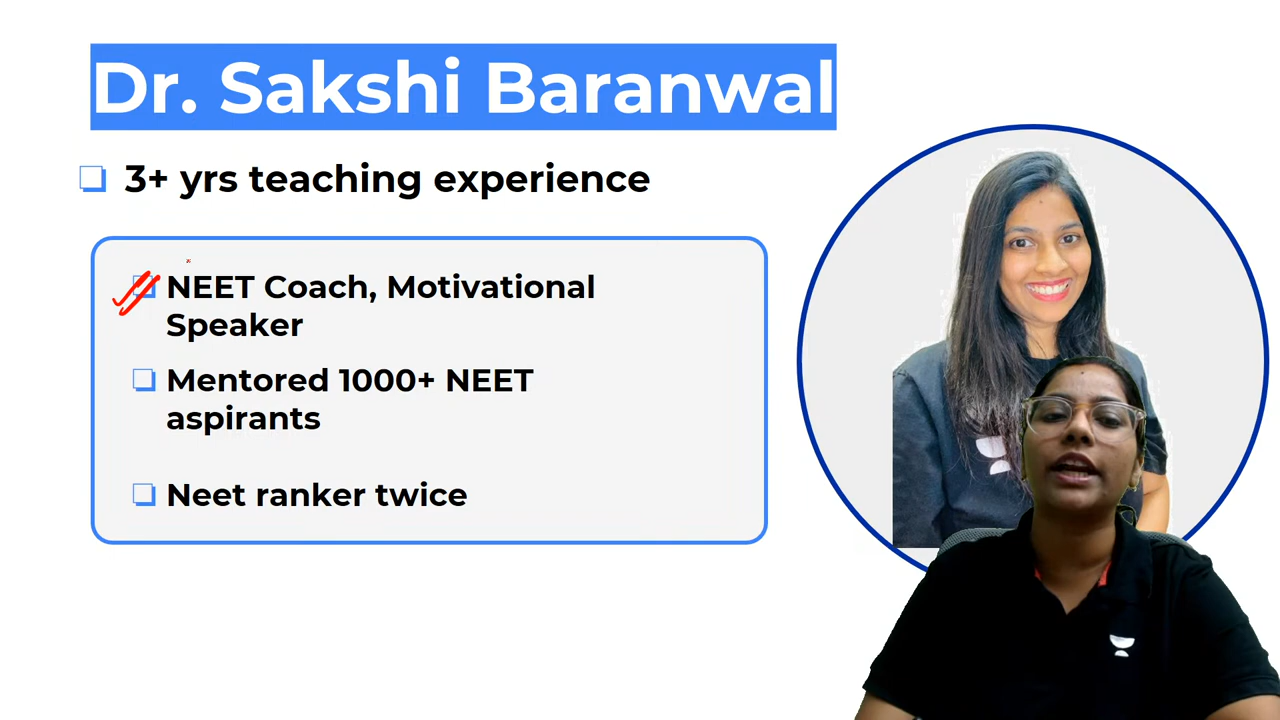 Dr. Sakshi Baranwal
3+ yrs teaching experience
NEET Coach, Motivational
Speaker
Mentored 1000+ NEET
aspirants
Neet ranker twice